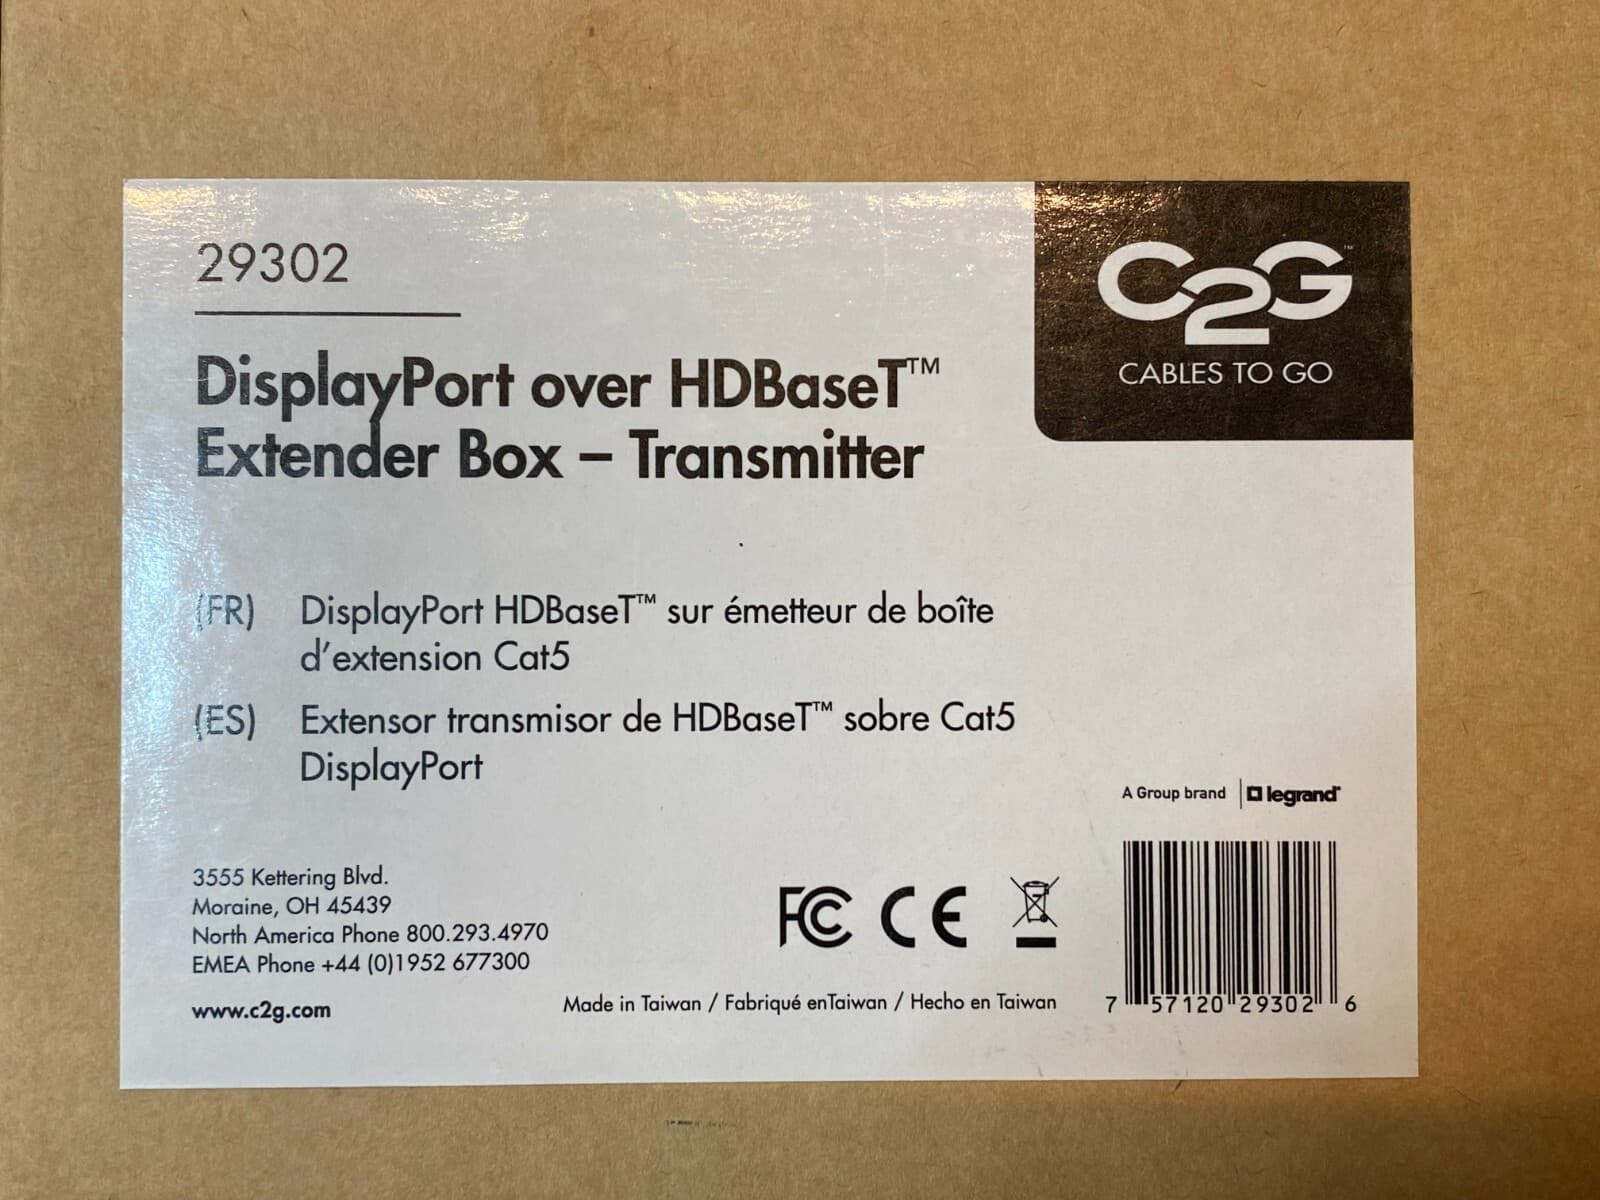 29302
C2G™
CABLES TO GO
DisplayPort over HDBaseT™
Extender Box – Transmitter
(FR) DisplayPort HDBaseT™ sur émetteur de boîte
d’extension Cat5
(ES) Extensor transmisor de HDBaseT™ sobre Cat5
DisplayPort
A Group brand legrand®
3555 Kettering Blvd.
Moraine, OH 45439
North America Phone 800.293.4970
EMEA Phone +44 (0)1952 677300
www.c2g.com
FC CE
Made in Taiwan / Fabriqué enTaiwan / Hecho en Taiwan
7 57120 29302 6